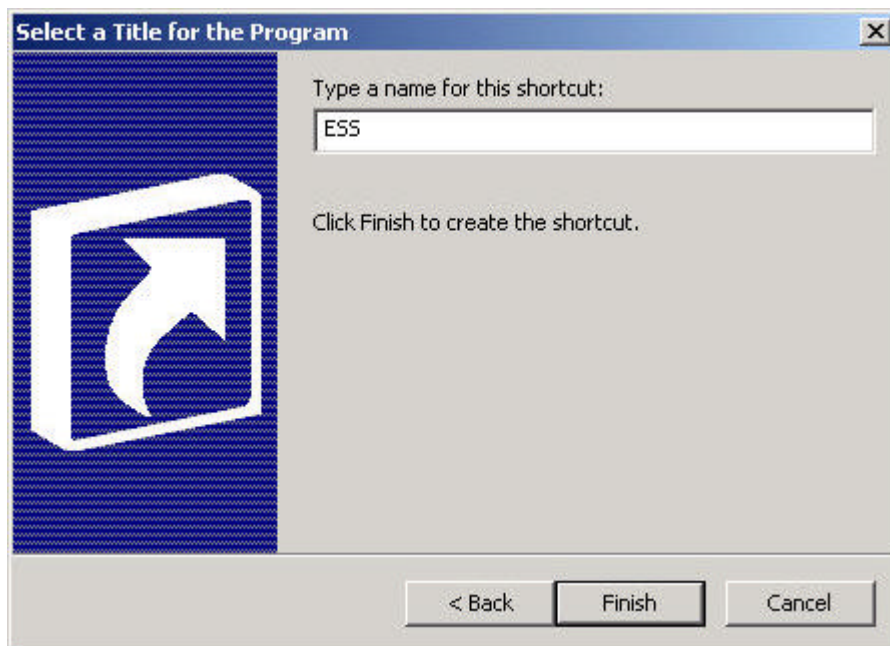 Select a Title for the Program
Type a name for this shortcut:
ESS
Click Finish to create the shortcut.
< Back
Finish
Cancel